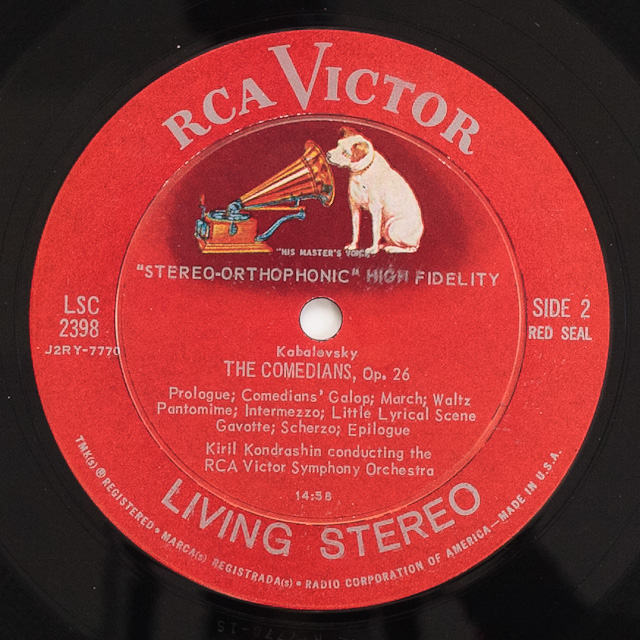 RCA VICTOR
"HIS MASTER'S VOICE"
"STEREO-ORTHOPHONIC" HIGH FIDELITY
LSC
2398
J2RY-7770
SIDE 2
RED SEAL
Kabalevsky
THE COMEDIANS, Op. 26
Prologue; Comedians' Galop; March; Waltz
Pantomime; Intermezzo; Little Lyrical Scene
Gavotte; Scherzo; Epilogue
Kiril Kondrashin conducting the
RCA Victor Symphony Orchestra
14:58
LIVING STEREO
TMK(s) ® REGISTERED • MARCA(s) REGISTRADA(s) • RADIO CORPORATION OF AMERICA—MADE IN U.S.A.